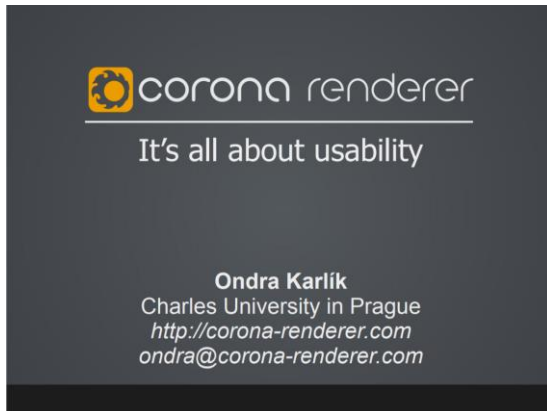 corona renderer
It's all about usability
Ondra Karlík
Charles University in Prague
http://corona-renderer.com
ondra@corona-renderer.com